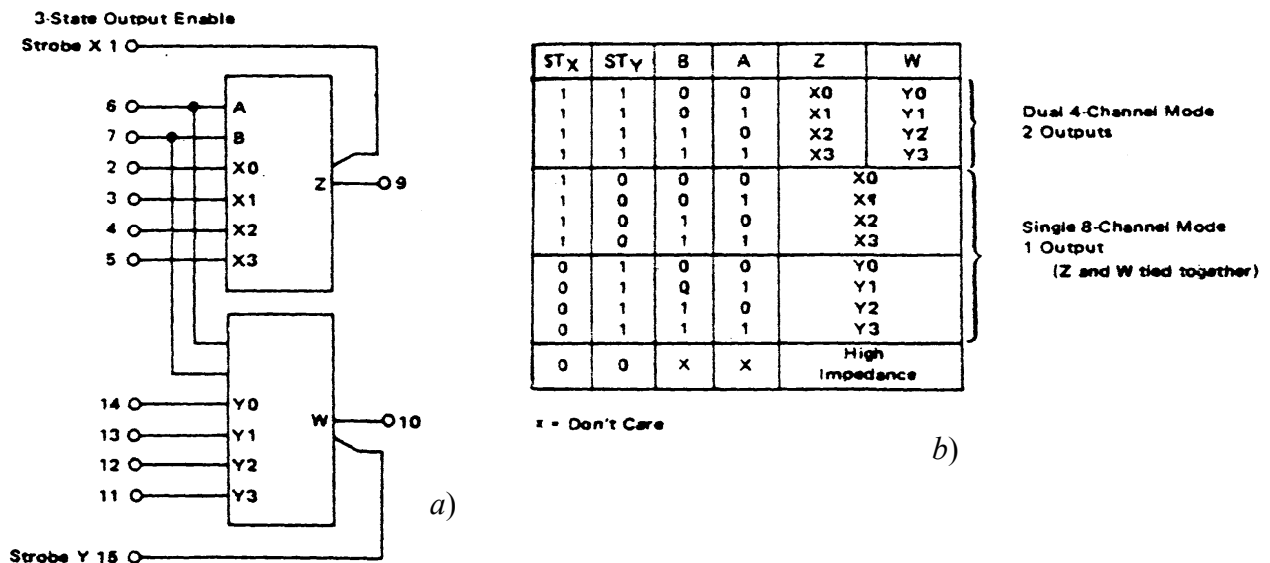 3-State Output Enable
Strobe X 1
6 A
7 B
2 X0
3 X1
4 X2
5 X3
Z 9
14 Y0
13 Y1
12 Y2
11 Y3
W 10
Strobe Y 15
a)
STX STY B A Z W
1 1 0 0 X0 Y0
1 1 0 1 X1 Y1
1 1 1 0 X2 Y2
1 1 1 1 X3 Y3
1 0 0 0 X0
1 0 0 1 X1
1 0 1 0 X2
1 0 1 1 X3
0 1 0 0 Y0
0 1 0 1 Y1
0 1 1 0 Y2
0 1 1 1 Y3
0 0 X X High
Impedance
x = Don't Care
Dual 4-Channel Mode
2 Outputs
Single 8-Channel Mode
1 Output
(Z and W tied together)
b)